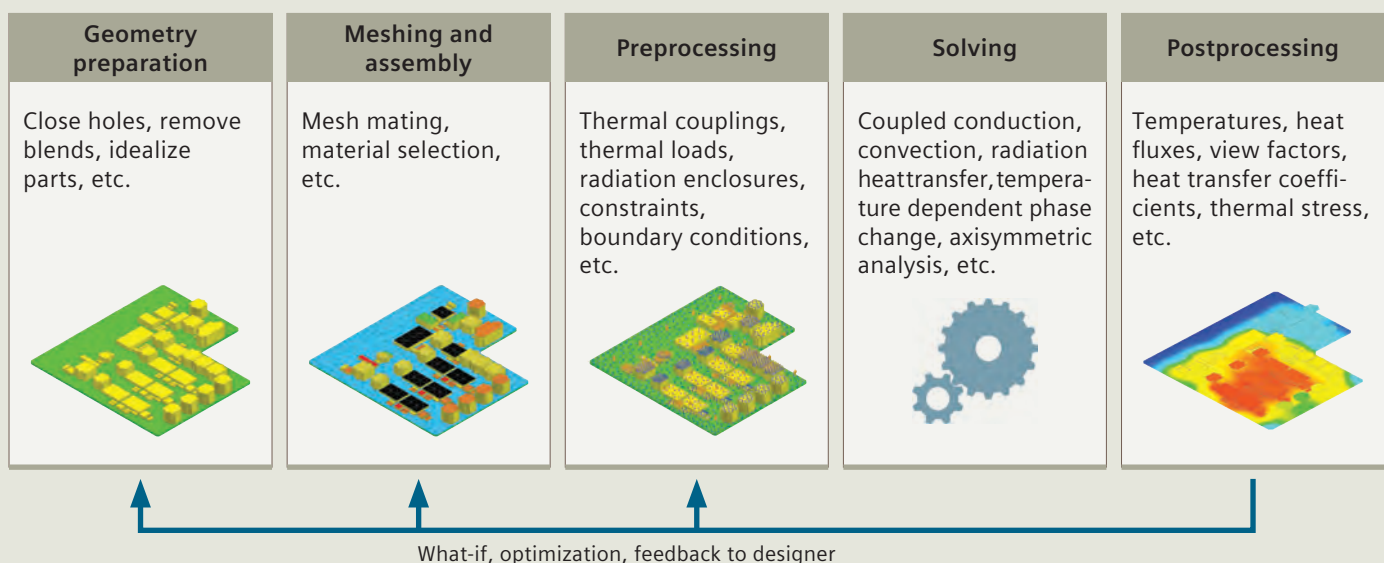 Geometry
preparation
Close holes, remove
blends, idealize
parts, etc.
Meshing and
assembly
Mesh mating,
material selection,
etc.
Preprocessing
Thermal couplings,
thermal loads,
radiation enclosures,
constraints,
boundary conditions,
etc.
Solving
Coupled conduction,
convection, radiation
heattransfer,tempera-
ture dependent phase
change, axisymmetric
analysis, etc.
Postprocessing
Temperatures, heat
fluxes, view factors,
heat transfer coeffi-
cients, thermal stress,
etc.
What-if, optimization, feedback to designer